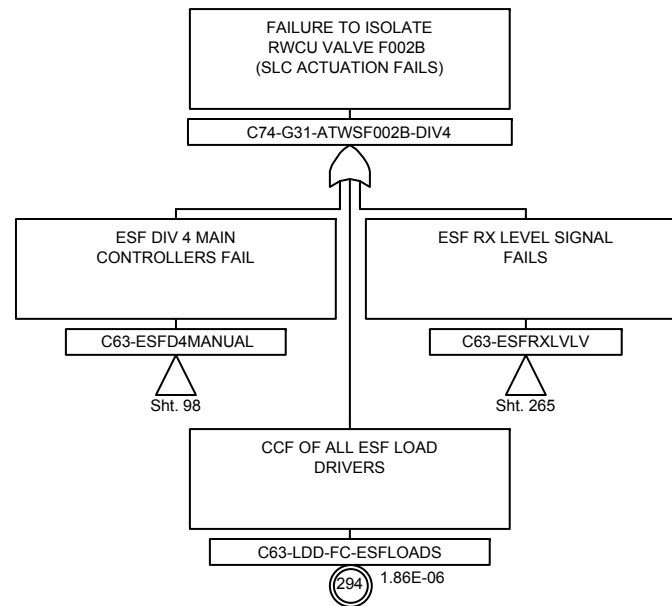 FAILURE TO ISOLATE
RWCU VALVE F002B
(SLC ACTUATION FAILS)
C74-G31-ATWSF002B-DIV4
ESF DIV 4 MAIN
CONTROLLERS FAIL
C63-ESFD4MANUAL
Sht. 98
ESF RX LEVEL SIGNAL
FAILS
C63-ESFRXLVLV
Sht. 265
CCF OF ALL ESF LOAD
DRIVERS
C63-LDD-FC-ESFLOADS
294
1.86E-06